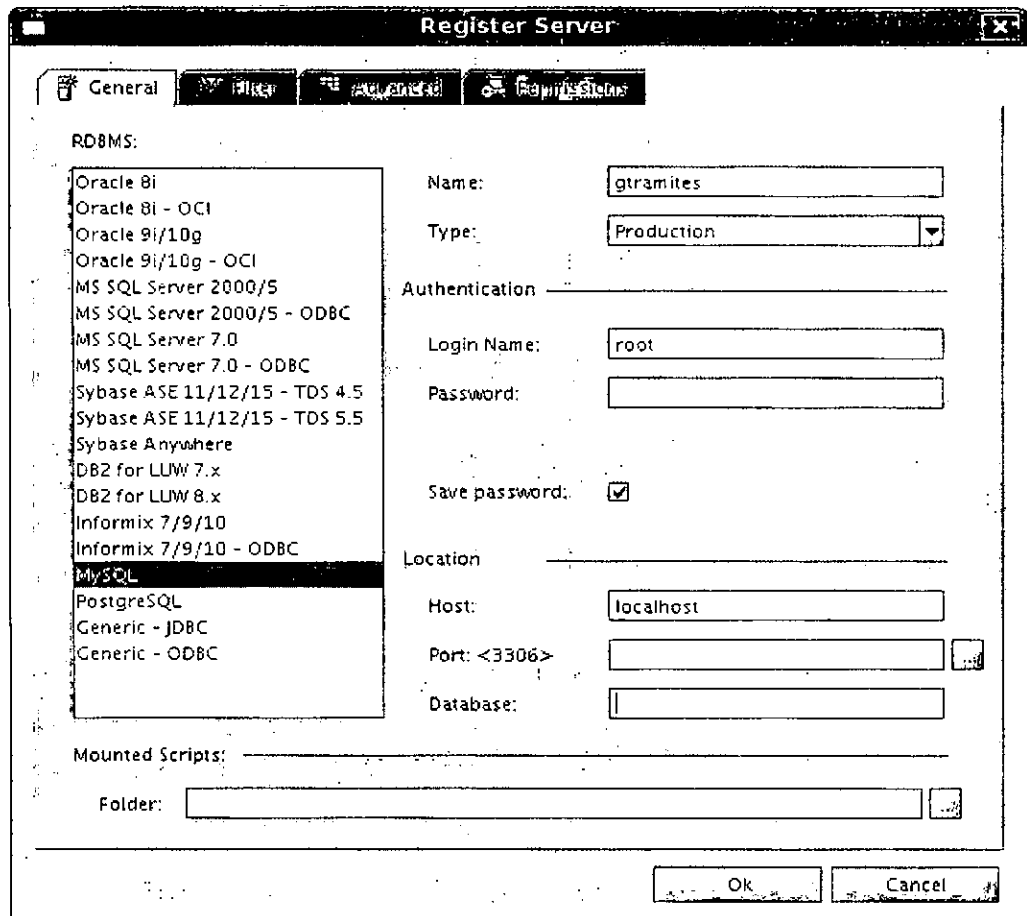 Register Server
General Filter Advanced Permissions
RDBMS:
Oracle 8i
Oracle 8i - OCI
Oracle 9i/10g
Oracle 9i/10g - OCI
MS SQL Server 2000/5
MS SQL Server 2000/5 - ODBC
MS SQL Server 7.0
MS SQL Server 7.0 - ODBC
Sybase ASE 11/12/15 - TDS 4.5
Sybase ASE 11/12/15 - TDS 5.5
Sybase Anywhere
DB2 for LUW 7.x
DB2 for LUW 8.x
Informix 7/9/10
Informix 7/9/10 - ODBC
MySQL
PostgreSQL
Generic - JDBC
Generic - ODBC
Name: gtramites
Type: Production
Authentication
Login Name: root
Password:
Save password:
Location
Host: localhost
Port: <3306>
Database:
Mounted Scripts:
Folder:
Ok Cancel